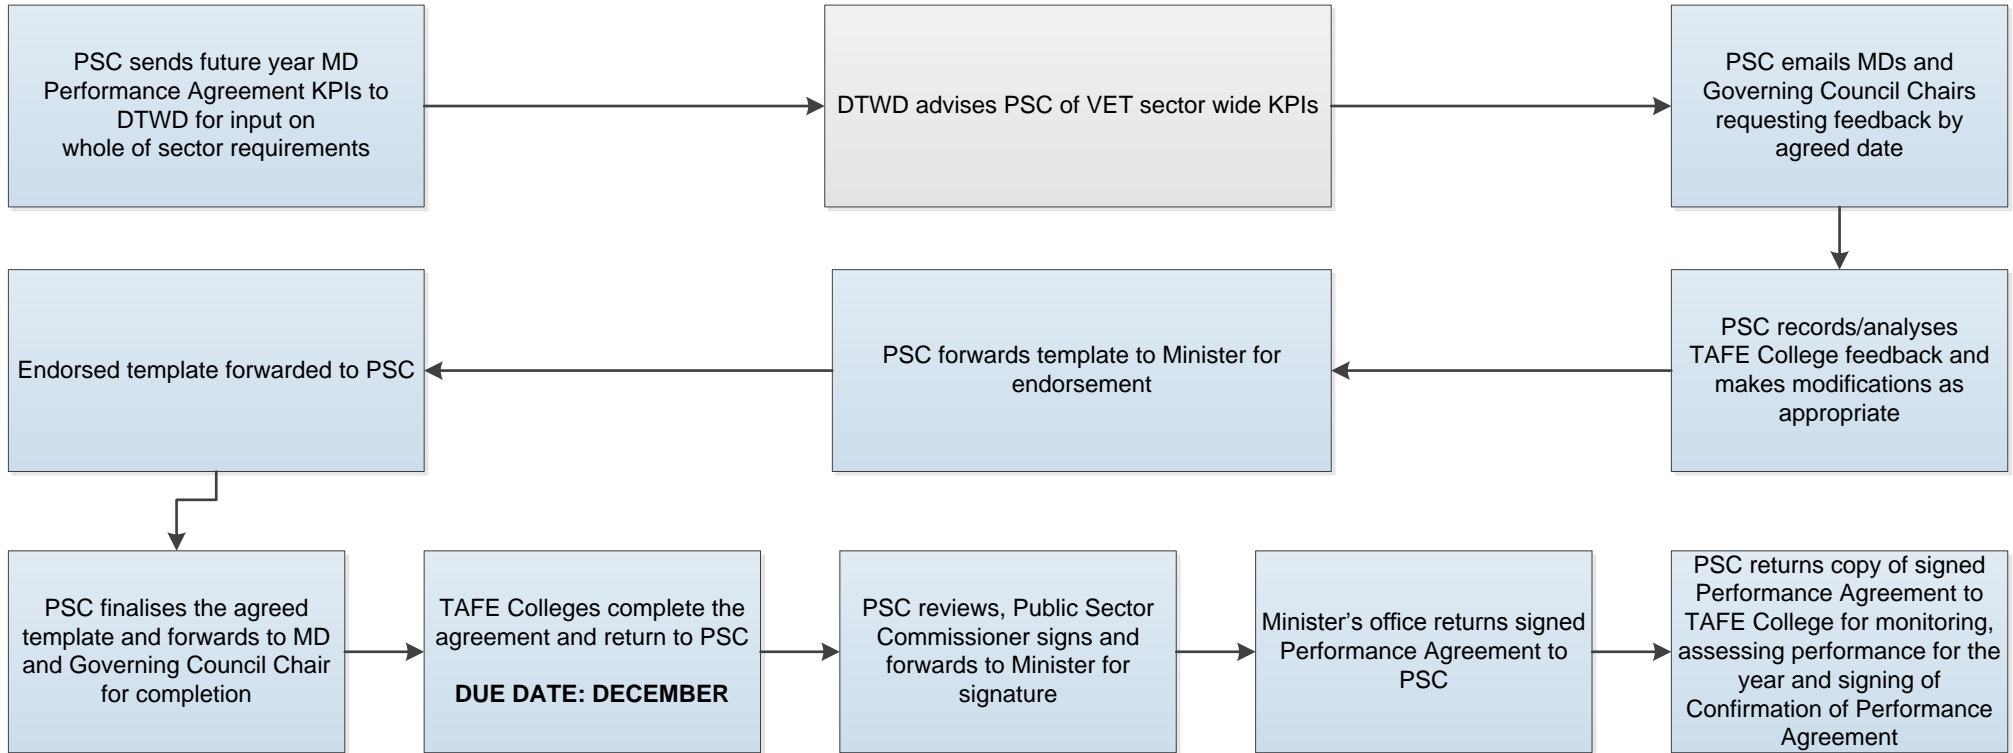 PSC sends future year MD
Performance Agreement KPIs to
DTWD for input on
whole of sector requirements
DTWD advises PSC of VET sector wide KPIs
PSC emails MDs and
Governing Council Chairs
requesting feedback by
agreed date
PSC records/analyses
TAFE College feedback and
makes modifications as
appropriate
PSC forwards template to Minister for
endorsement
Endorsed template forwarded to PSC
PSC finalises the agreed
template and forwards to MD
and Governing Council Chair
for completion
TAFE Colleges complete the
agreement and return to PSC
DUE DATE: DECEMBER
PSC reviews, Public Sector
Commissioner signs and
forwards to Minister for
signature
Minister’s office returns signed
Performance Agreement to
PSC
PSC returns copy of signed
Performance Agreement to
TAFE College for monitoring,
assessing performance for the
year and signing of
Confirmation of Performance
Agreement